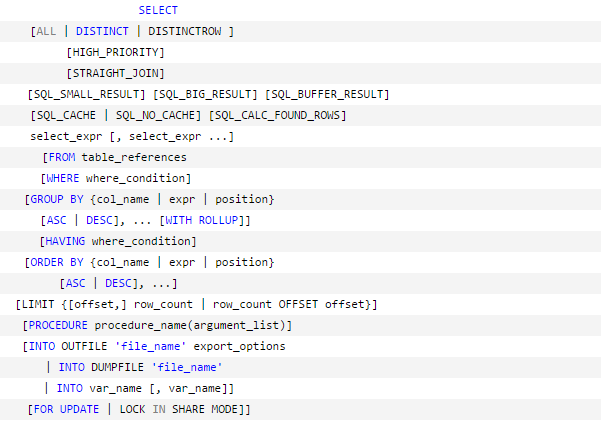 SELECT
[ALL | DISTINCT | DISTINCTROW ]
[HIGH_PRIORITY]
[STRAIGHT_JOIN]
[SQL_SMALL_RESULT] [SQL_BIG_RESULT] [SQL_BUFFER_RESULT]
[SQL_CACHE | SQL_NO_CACHE] [SQL_CALC_FOUND_ROWS]
select_expr [, select_expr ...]
[FROM table_references
[WHERE where_condition]
[GROUP BY {col_name | expr | position}
[ASC | DESC], ... [WITH ROLLUP]]
[HAVING where_condition]
[ORDER BY {col_name | expr | position}
[ASC | DESC], ...]
[LIMIT {[offset,] row_count | row_count OFFSET offset}]
[PROCEDURE procedure_name(argument_list)]
[INTO OUTFILE 'file_name' export_options
| INTO DUMPFILE 'file_name'
| INTO var_name [, var_name]]
[FOR UPDATE | LOCK IN SHARE MODE]]